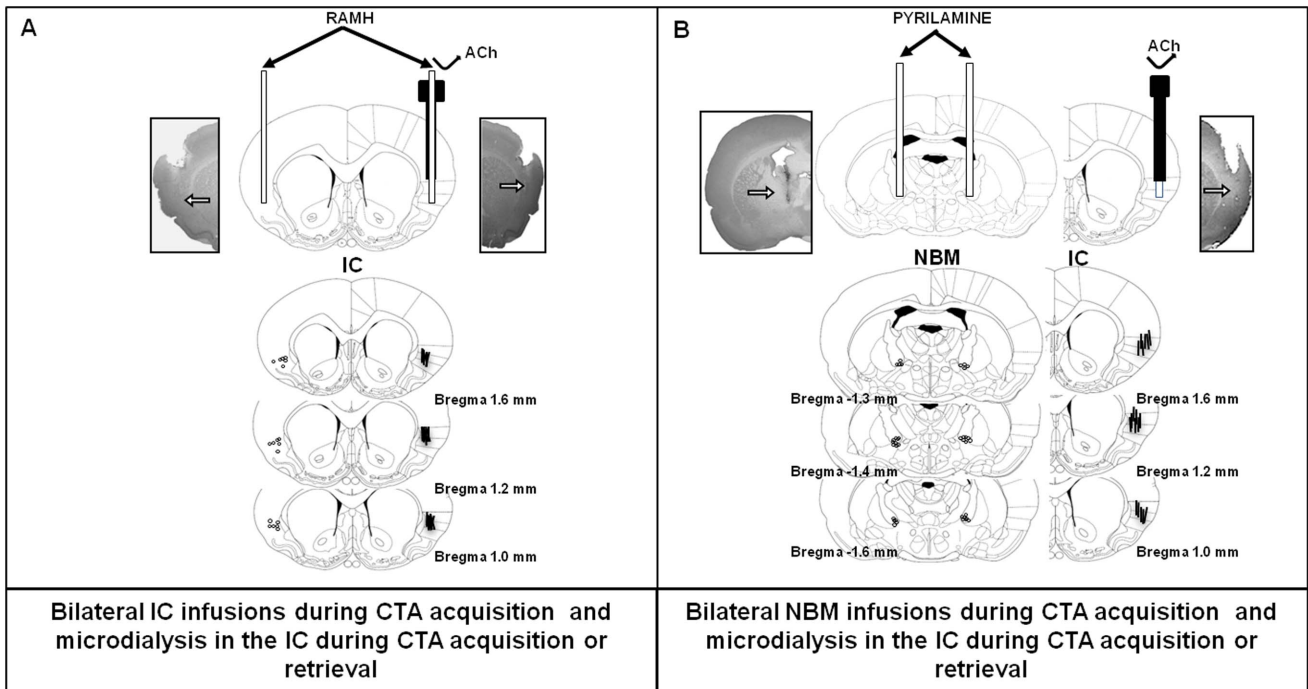 A
RAMH
ACh
IC
Bregma 1.6 mm
Bregma 1.2 mm
Bregma 1.0 mm
Bilateral IC infusions during CTA acquisition and
microdialysis in the IC during CTA acquisition or
retrieval
B
PYRILAMINE
ACh
NBM
IC
Bregma -1.3 mm
Bregma 1.6 mm
Bregma -1.4 mm
Bregma 1.2 mm
Bregma -1.6 mm
Bregma 1.0 mm
Bilateral NBM infusions during CTA acquisition and
microdialysis in the IC during CTA acquisition or
retrieval